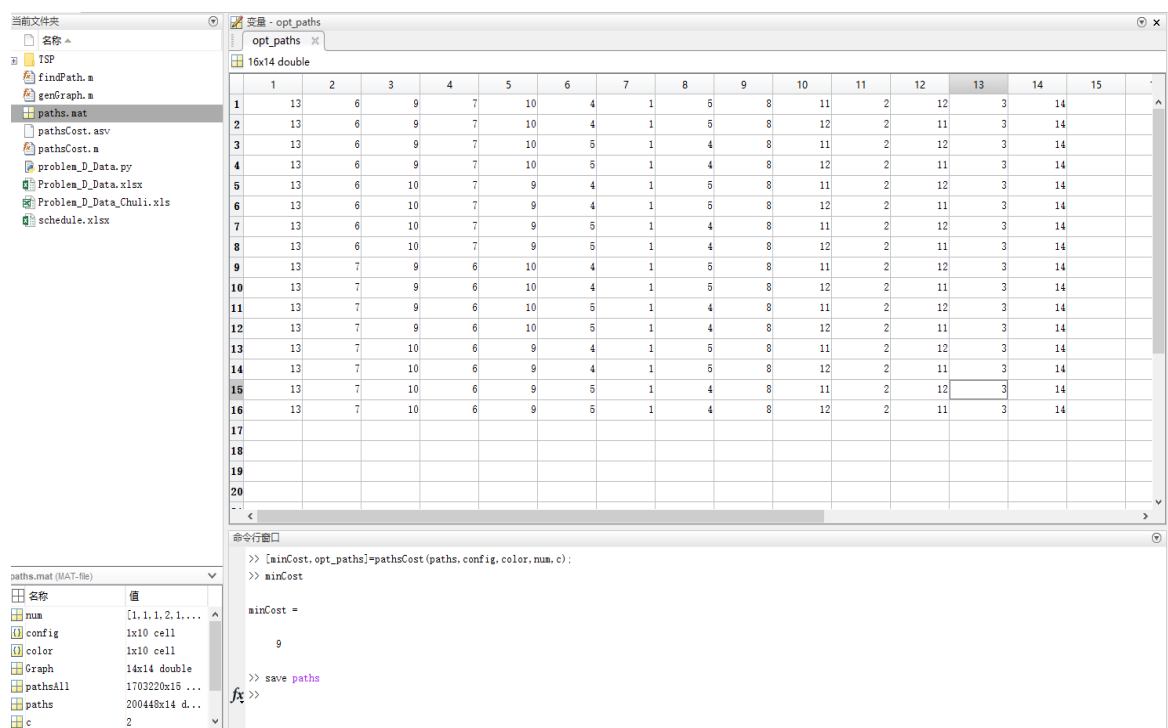 当前文件夹
名称
TSP
findPath.m
genGraph.m
paths.mat
pathsCost.asv
pathsCost.m
problem_D_Data.py
Problem_D_Data.xlsx
Problem_D_Data_Chuli.xls
schedule.xlsx
paths.mat (MAT-file)
名称 值
num [1,1,1,2,1,...
config 1x10 cell
color 1x10 cell
Graph 14x14 double
pathsAll 1703220x15 ...
paths 200448x14 d...
c 2
变量 - opt_paths
opt_paths
16x14 double
1 2 3 4 5 6 7 8 9 10 11 12 13 14 15
1 13 6 9 7 10 4 1 5 8 11 2 12 3 14
2 13 6 9 7 10 4 1 5 8 12 2 11 3 14
3 13 6 9 7 10 5 1 4 8 11 2 12 3 14
4 13 6 9 7 10 5 1 4 8 12 2 11 3 14
5 13 6 10 7 9 4 1 5 8 11 2 12 3 14
6 13 6 10 7 9 4 1 5 8 12 2 11 3 14
7 13 6 10 7 9 5 1 4 8 11 2 12 3 14
8 13 6 10 7 9 5 1 4 8 12 2 11 3 14
9 13 7 9 6 10 4 1 5 8 11 2 12 3 14
10 13 7 9 6 10 4 1 5 8 12 2 11 3 14
11 13 7 9 6 10 5 1 4 8 11 2 12 3 14
12 13 7 9 6 10 5 1 4 8 12 2 11 3 14
13 13 7 10 6 9 4 1 5 8 11 2 12 3 14
14 13 7 10 6 9 4 1 5 8 12 2 11 3 14
15 13 7 10 6 9 5 1 4 8 11 2 12 3 14
16 13 7 10 6 9 5 1 4 8 12 2 11 3 14
17
18
19
20
命令行窗口
>> [minCost,opt_paths]=pathsCost(paths,config,color,num,c);
>> minCost
minCost =
9
>> save paths
fx >>